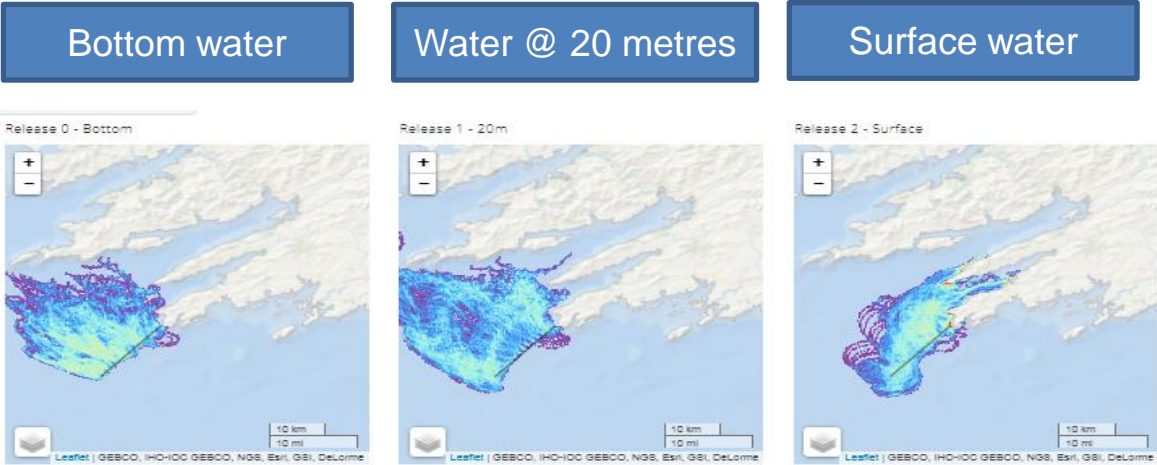 Bottom water
Water @ 20 metres
Surface water
Release 0 - Bottom
Release 1 - 20m
Release 2 - Surface
+
−
+
−
+
−
10 km
10 mi
10 km
10 mi
10 km
10 mi
Leaflet | GEBCO, IHO-IOC GEBCO, NGS, Esri, GSI, DeLorme
Leaflet | GEBCO, IHO-IOC GEBCO, NGS, Esri, GSI, DeLorme
Leaflet | GEBCO, IHO-IOC GEBCO, NGS, Esri, GSI, DeLorme